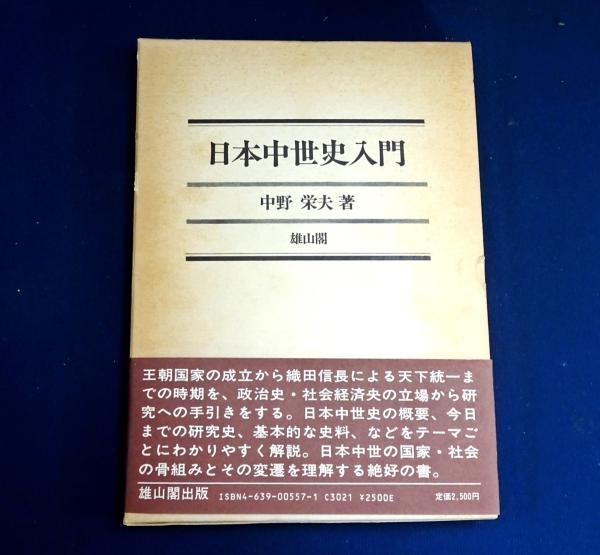 日本中世史入門
中野 栄夫 著
雄山閣
王朝国家の成立から織田信長による天下統一ま
での時期を、政治史・社会経済央の立場から研
究への手引きをする。日本中世史の概要、今日
までの研究史、基本的な史料、などをテーマご
とにわかりやすく解説。日本中世の国家・社会
の骨組みとその変遷を理解する絶好の書。
雄山閣出版 ISBN4-639-00557-1 C3021 ¥2500E 定価2,500円